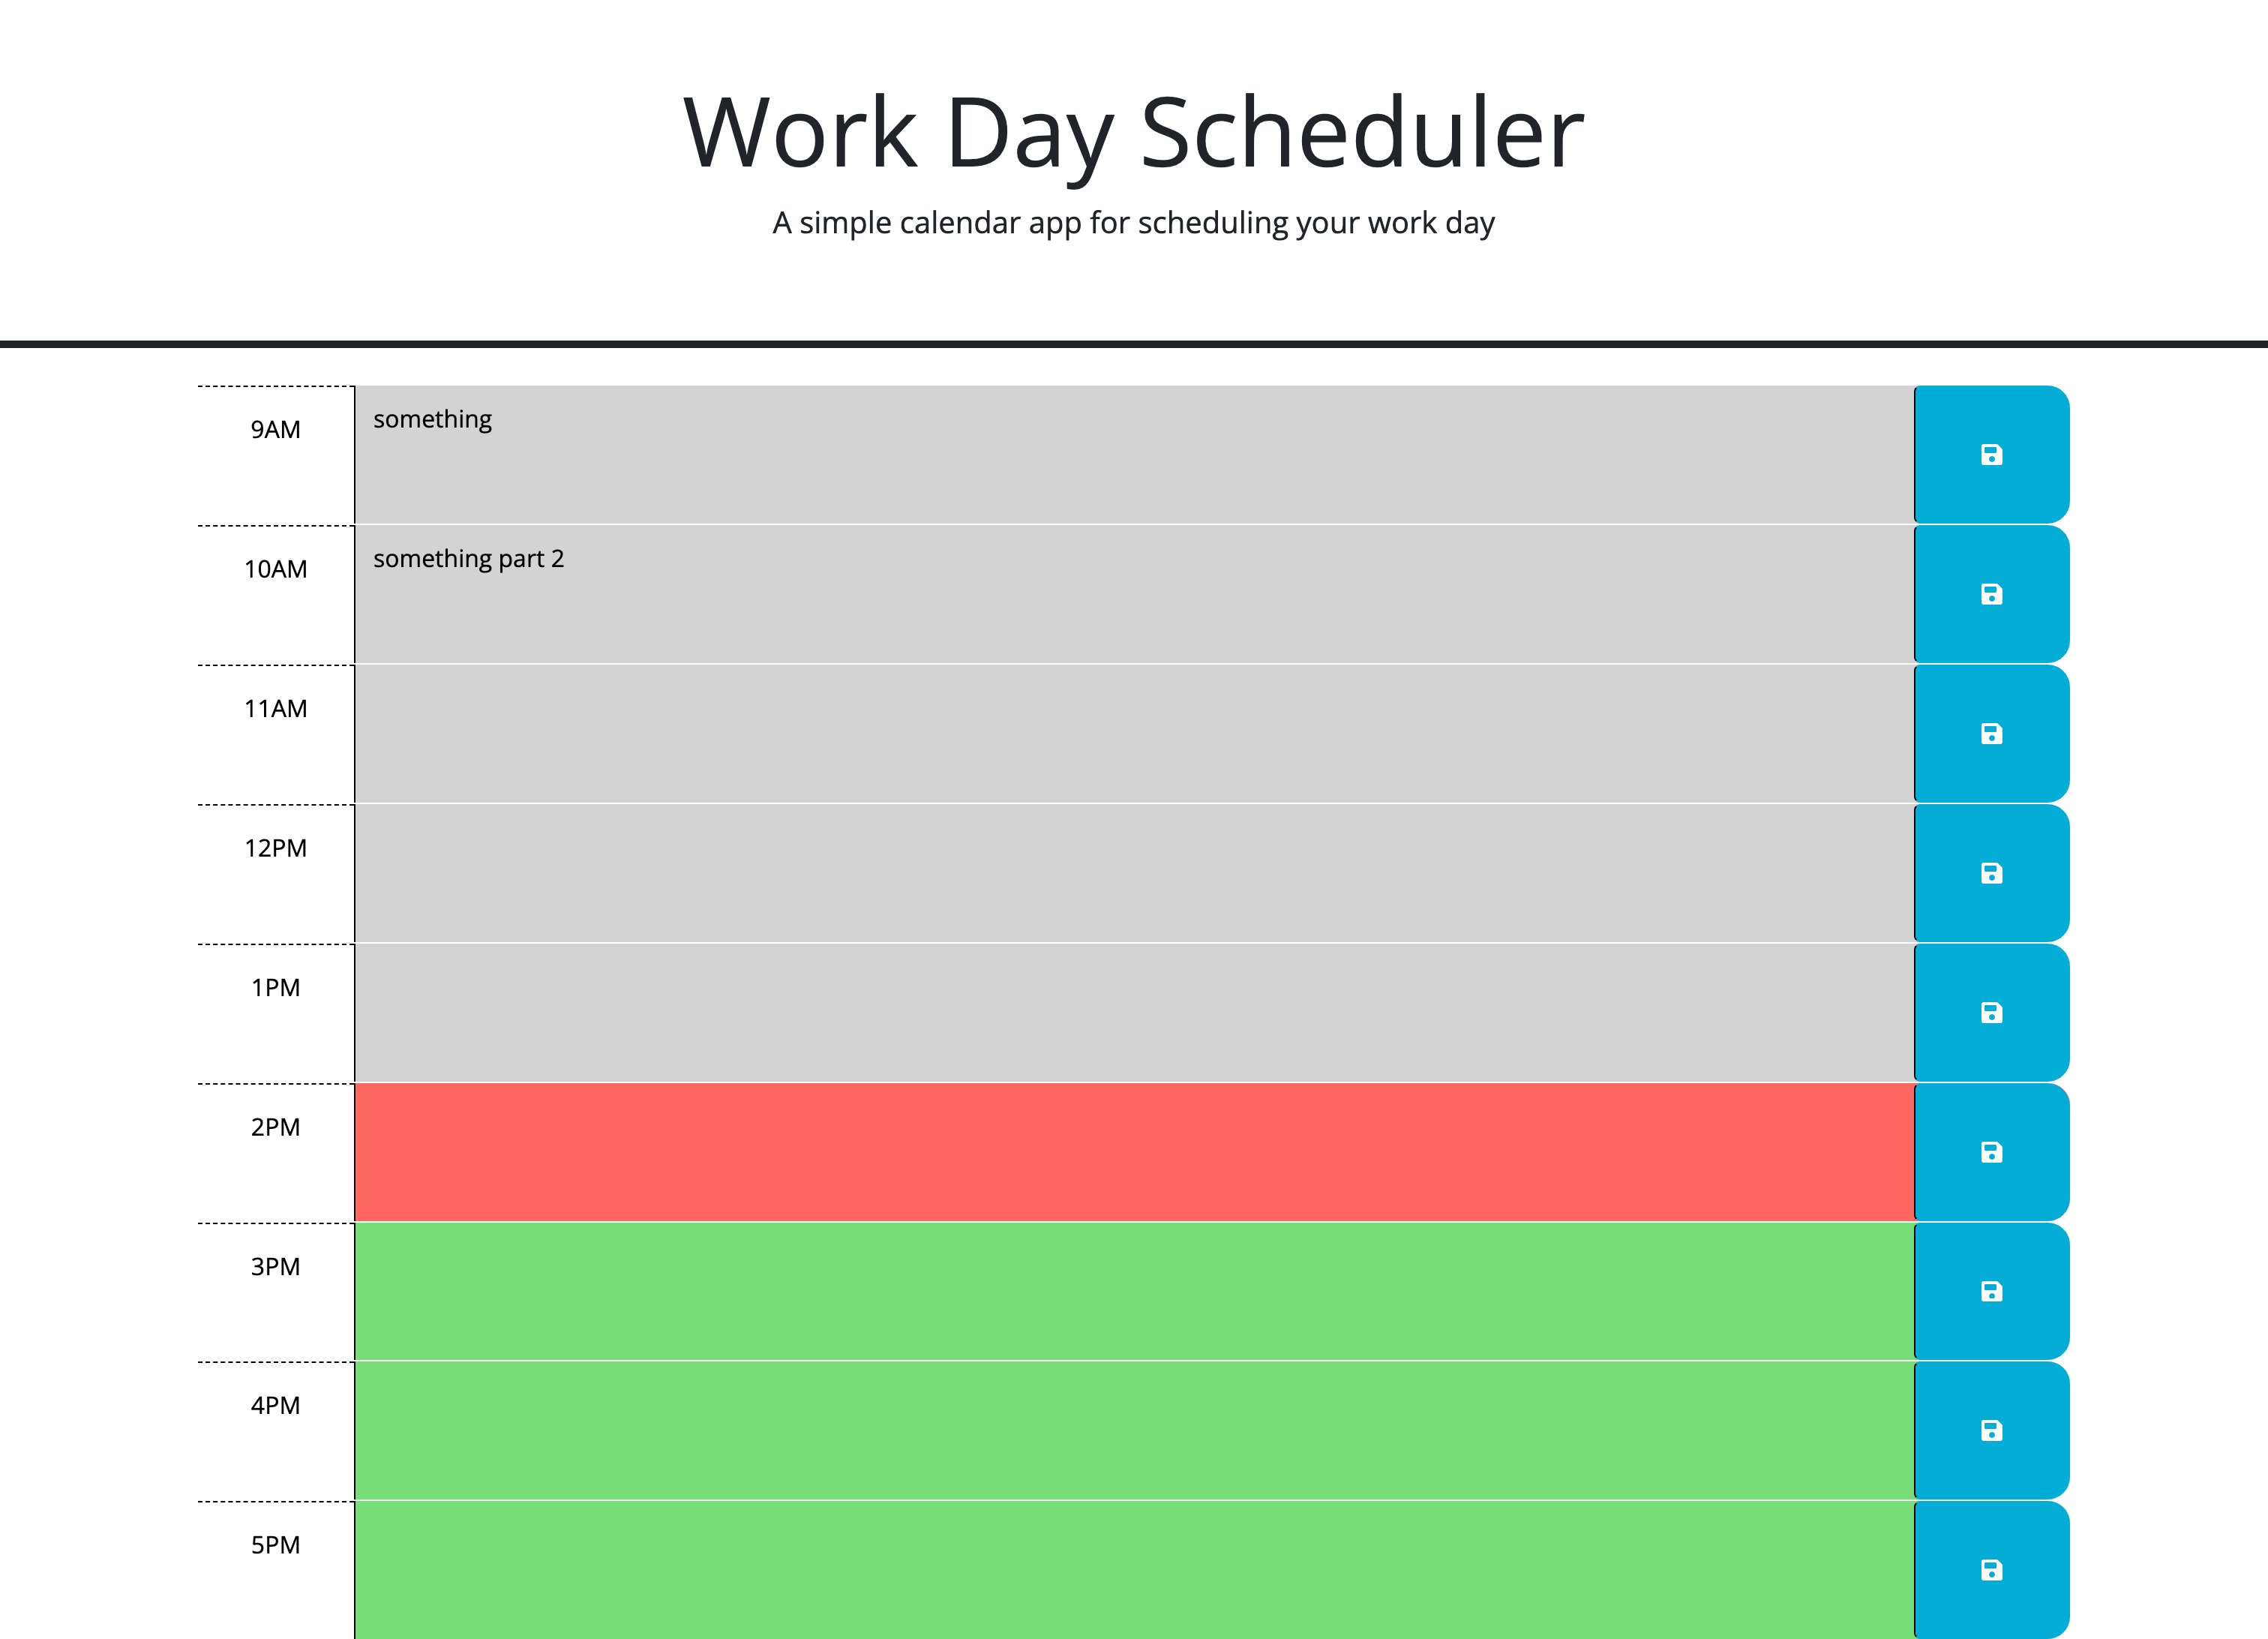 Work Day Scheduler
A simple calendar app for scheduling your work day
9AM
something
10AM
something part 2
11AM
12PM
1PM
2PM
3PM
4PM
5PM